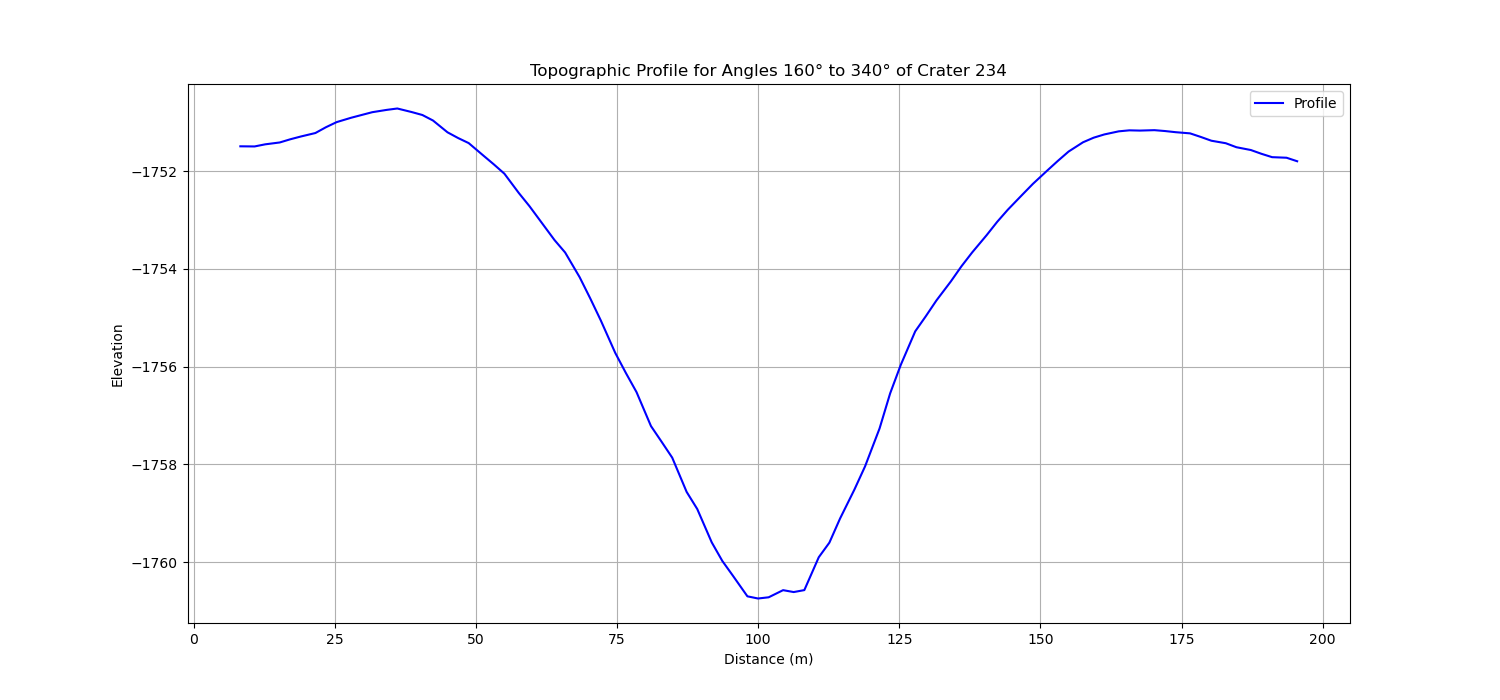 Topographic Profile for Angles 160° to 340° of Crater 234
Profile
Elevation
−1752
−1754
−1756
−1758
−1760
0 25 50 75 100 125 150 175 200
Distance (m)